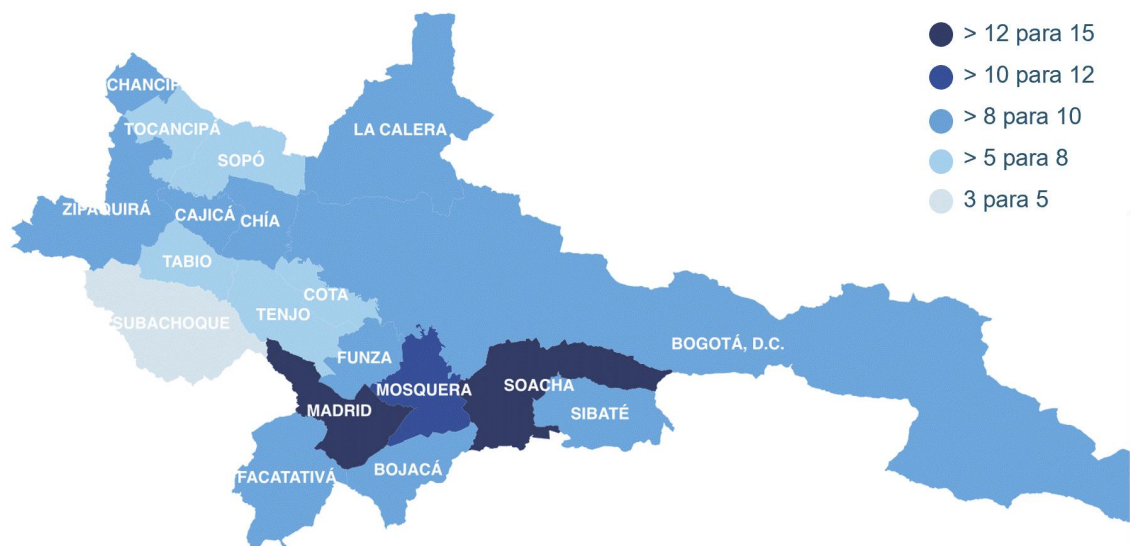 > 12 para 15
> 10 para 12
> 8 para 10
> 5 para 8
3 para 5
CHANCIP
TOCANCIPÁ
SOPÓ
LA CALERA
ZIPAQUIRÁ
CAJICÁ
CHÍA
TABIO
COTA
TENJO
SUBACHOQUE
FUNZA
BOGOTÁ, D.C.
MOSQUERA
SOACHA
MADRID
SIBATÉ
FACATATIVÁ
BOJACÁ